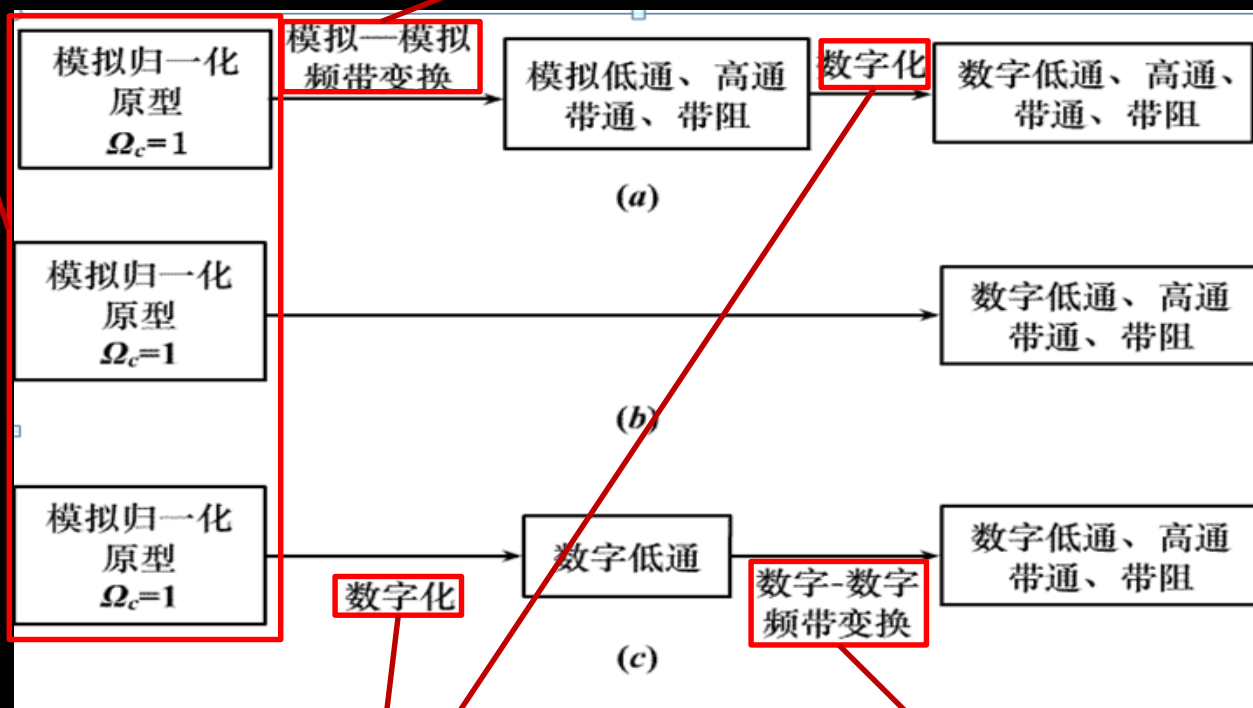 模拟归一化
原型
Ωc=1
模拟—模拟
频带变换
模拟低通、高通
带通、带阻
数字化
数字低通、高通、
带通、带阻
(a)
模拟归一化
原型
Ωc=1
数字低通、高通
带通、带阻
(b)
模拟归一化
原型
Ωc=1
数字化
数字低通
数字-数字
频带变换
数字低通、高通
带通、带阻
(c)